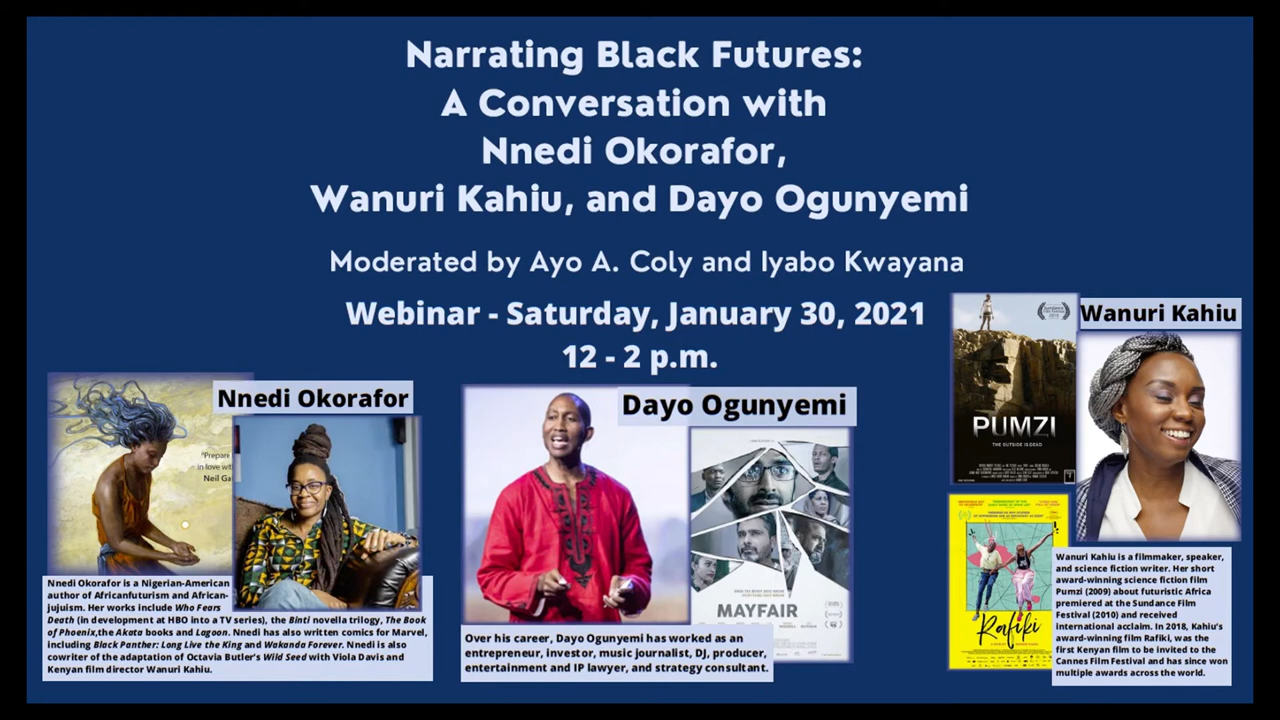 Narrating Black Futures:
A Conversation with
Nnedi Okorafor,
Wanuri Kahiu, and Dayo Ogunyemi
Moderated by Ayo A. Coly and Iyabo Kwayana
Webinar - Saturday, January 30, 2021
12 - 2 p.m.
Nnedi Okorafor
"Prepare
in love wit
Neil Ga
Nnedi Okorafor is a Nigerian-American
author of Africanfuturism and African-
jujuism. Her works include Who Fears
Death (in development at HBO into a TV series), the Binti novella trilogy, The Book
of Phoenix,the Akata books and Lagoon. Nnedi has also written comics for Marvel,
including Black Panther: Long Live the King and Wakanda Forever. Nnedi is also
cowriter of the adaptation of Octavia Butler's Wild Seed with Viola Davis and
Kenyan film director Wanuri Kahiu.
Dayo Ogunyemi
MAYFAIR
Over his career, Dayo Ogunyemi has worked as an
entrepreneur, investor, music journalist, DJ, producer,
entertainment and IP lawyer, and strategy consultant.
Wanuri Kahiu
PUMZI
THE OUTSIDE IS DEAD
Rafiki
Wanuri Kahiu is a filmmaker, speaker,
and science fiction writer. Her short
award-winning science fiction film
Pumzi (2009) about futuristic Africa
premiered at the Sundance Film
Festival (2010) and received
international acclaim. In 2018, Kahiu's
award-winning film Rafiki, was the
first Kenyan film to be invited to the
Cannes Film Festival and has since won
multiple awards across the world.